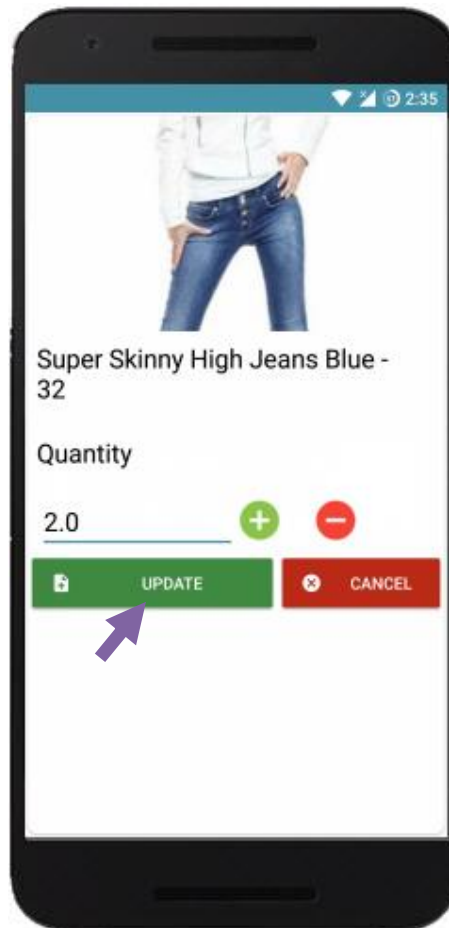 2:35
Super Skinny High Jeans Blue -
32
Quantity
2.0
UPDATE
CANCEL